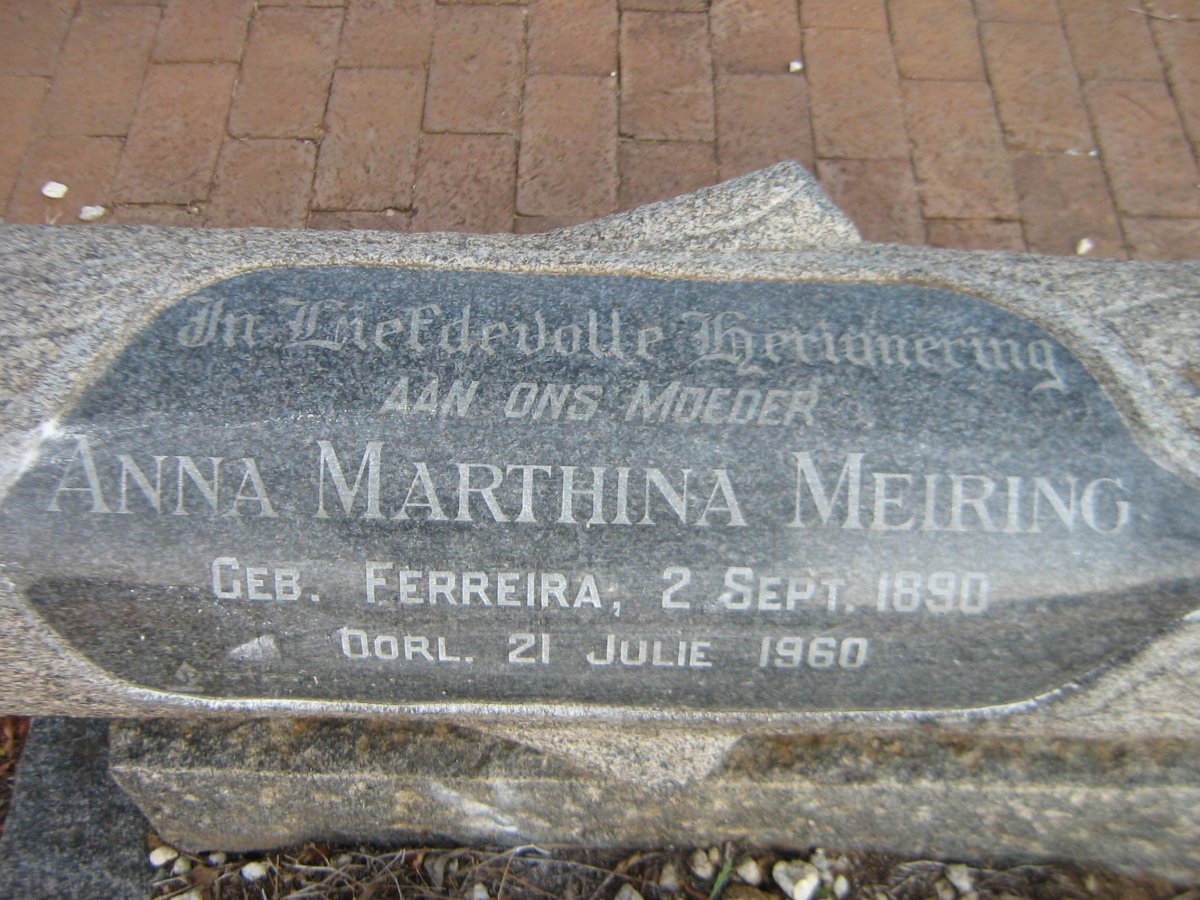 In Liefdevolle Herinnering
AAN ONS MOEDER
ANNA MARTHINA MEIRING
GEB. FERREIRA, 2 SEPT. 1890
OORL. 21 JULIE 1960